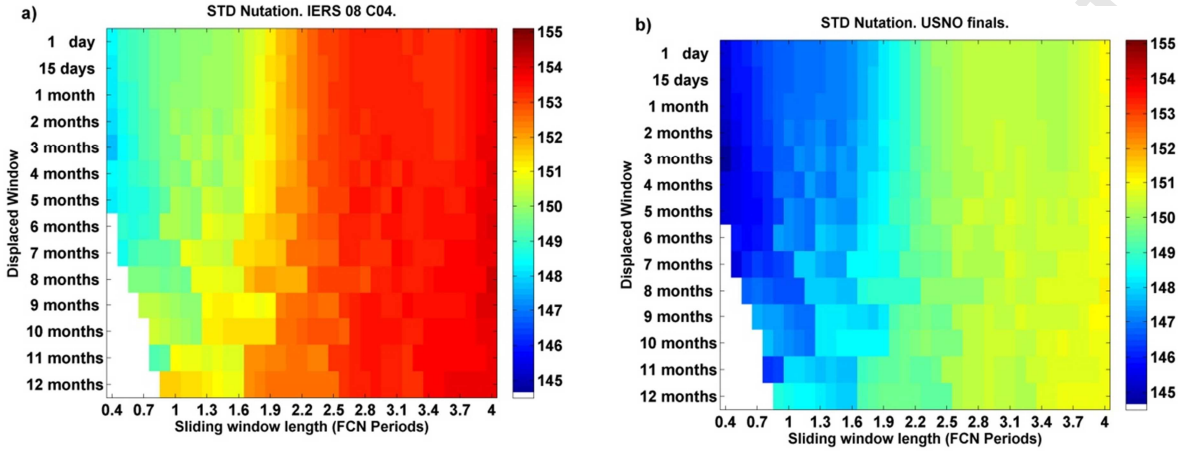 a)
STD Nutation. IERS 08 C04.
Displaced Window
1 day
15 days
1 month
2 months
3 months
4 months
5 months
6 months
7 months
8 months
9 months
10 months
11 months
12 months
0.4 0.7 1 1.3 1.6 1.9 2.2 2.5 2.8 3.1 3.4 3.7 4
Sliding window length (FCN Periods)
155
154
153
152
151
150
149
148
147
146
145
b)
STD Nutation. USNO finals.
Displaced Window
1 day
15 days
1 month
2 months
3 months
4 months
5 months
6 months
7 months
8 months
9 months
10 months
11 months
12 months
0.4 0.7 1 1.3 1.6 1.9 2.2 2.5 2.8 3.1 3.4 3.7 4
Sliding window length (FCN Periods)
155
154
153
152
151
150
149
148
147
146
145